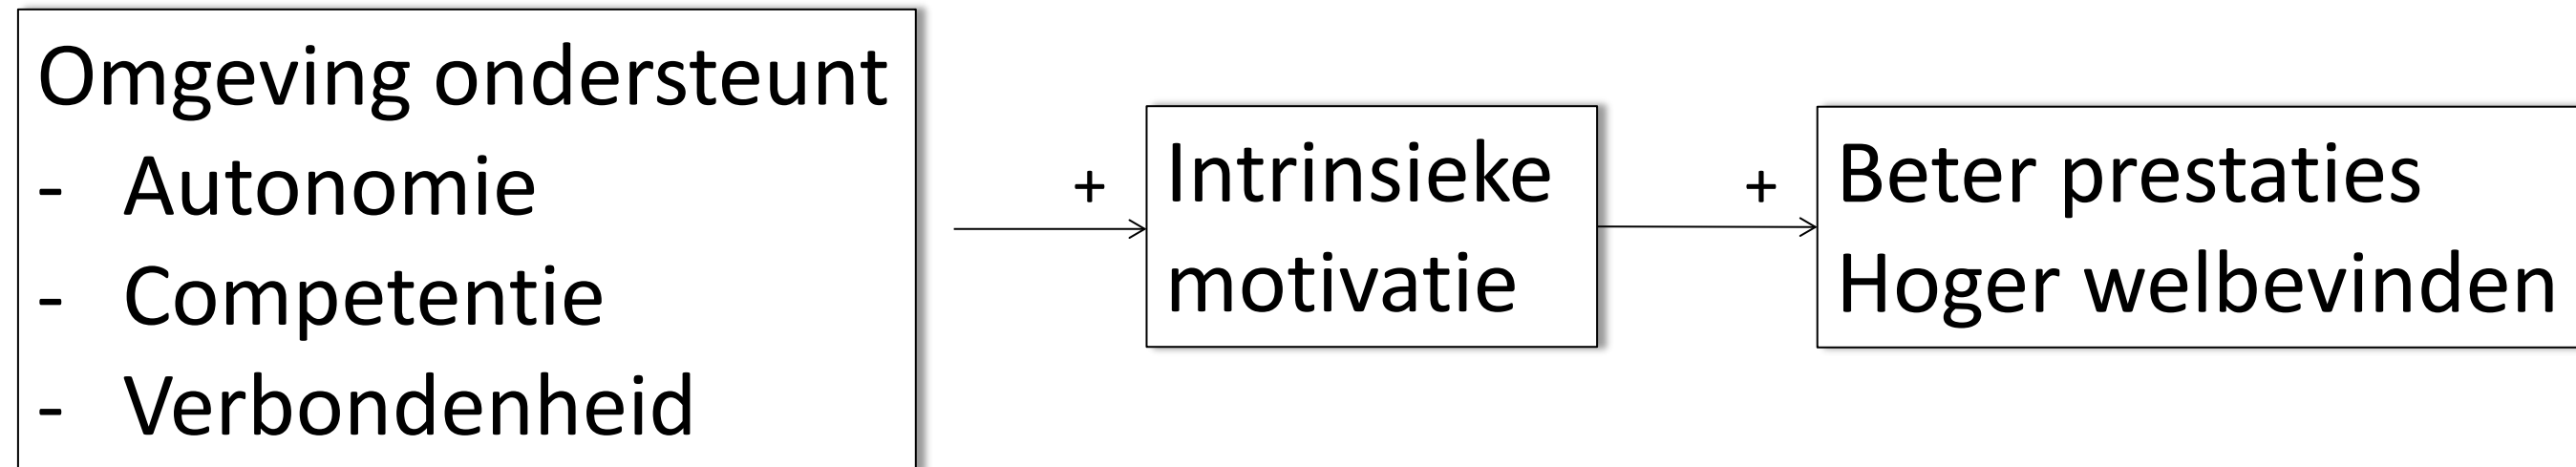 Omgeving ondersteunt
- Autonomie
- Competentie
- Verbondenheid
+
Intrinsieke
motivatie
+
Beter prestaties
Hoger welbevinden